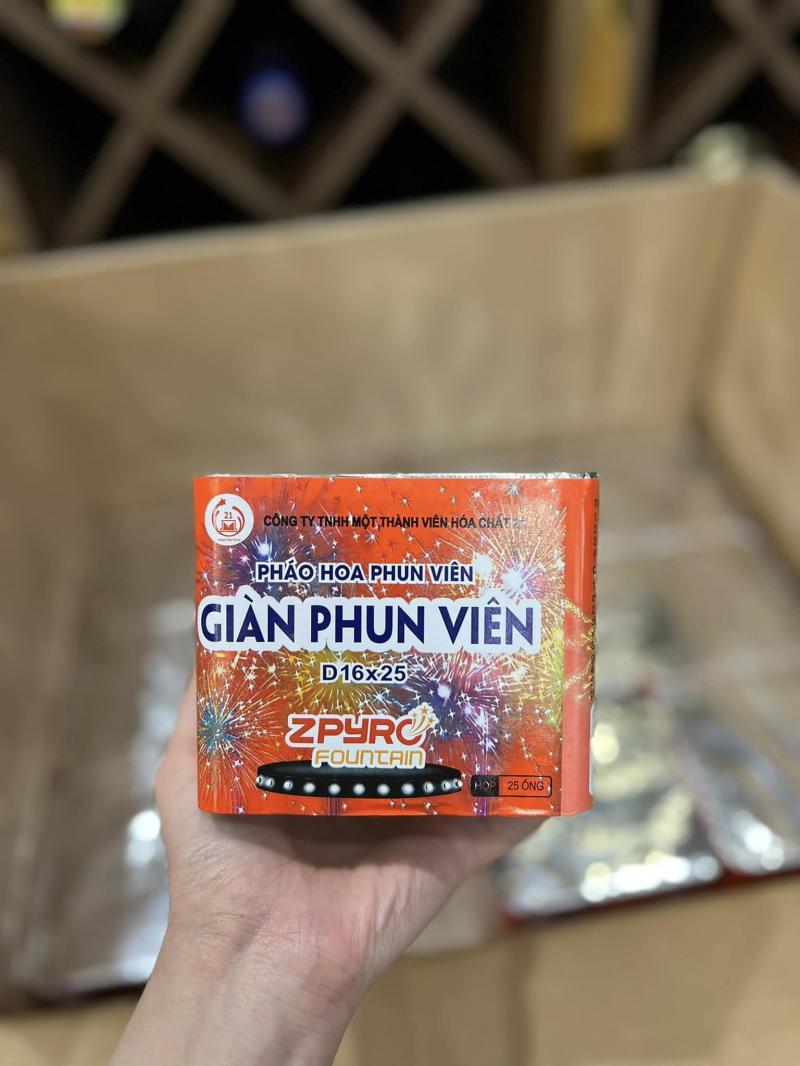 21
CÔNG TY TNHH MỘT THÀNH VIÊN HÓA CHẤT
PHÁO HOA PHUN VIÊN
GIÀN PHUN VIÊN
D16x25
ZPYRO
FOUNTAIN
HỘP 25 ỐNG